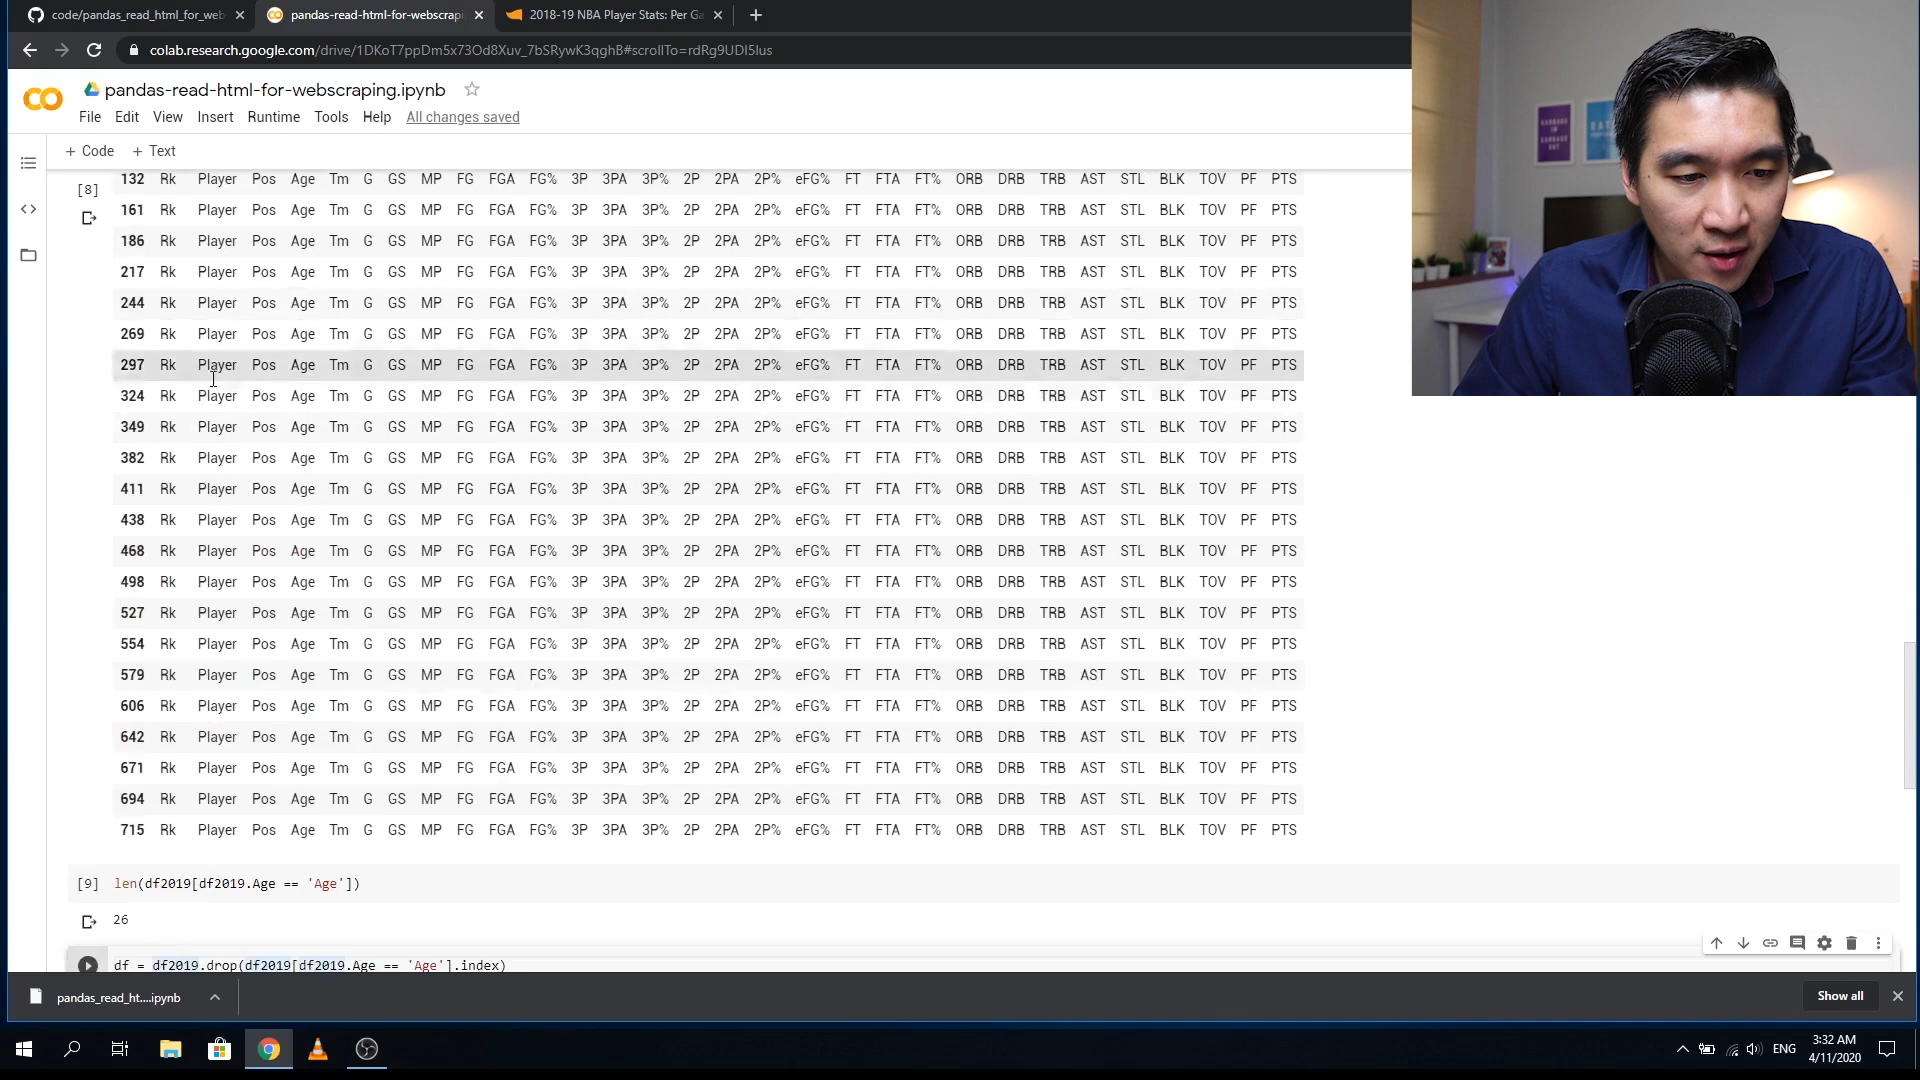 code/pandas_read_html_for_web
pandas-read-html-for-webscrapi
2018-19 NBA Player Stats: Per Ga
colab.research.google.com/drive/1DKoT7ppDm5x73Od8Xuv_7bSRywK3qghB#scrollTo=rdRg9UDI5lus
pandas-read-html-for-webscraping.ipynb
File Edit View Insert Runtime Tools Help All changes saved
+ Code + Text
[8]
132 Rk Player Pos Age Tm G GS MP FG FGA FG% 3P 3PA 3P% 2P 2PA 2P% eFG% FT FTA FT% ORB DRB TRB AST STL BLK TOV PF PTS
161 Rk Player Pos Age Tm G GS MP FG FGA FG% 3P 3PA 3P% 2P 2PA 2P% eFG% FT FTA FT% ORB DRB TRB AST STL BLK TOV PF PTS
186 Rk Player Pos Age Tm G GS MP FG FGA FG% 3P 3PA 3P% 2P 2PA 2P% eFG% FT FTA FT% ORB DRB TRB AST STL BLK TOV PF PTS
217 Rk Player Pos Age Tm G GS MP FG FGA FG% 3P 3PA 3P% 2P 2PA 2P% eFG% FT FTA FT% ORB DRB TRB AST STL BLK TOV PF PTS
244 Rk Player Pos Age Tm G GS MP FG FGA FG% 3P 3PA 3P% 2P 2PA 2P% eFG% FT FTA FT% ORB DRB TRB AST STL BLK TOV PF PTS
269 Rk Player Pos Age Tm G GS MP FG FGA FG% 3P 3PA 3P% 2P 2PA 2P% eFG% FT FTA FT% ORB DRB TRB AST STL BLK TOV PF PTS
297 Rk Player Pos Age Tm G GS MP FG FGA FG% 3P 3PA 3P% 2P 2PA 2P% eFG% FT FTA FT% ORB DRB TRB AST STL BLK TOV PF PTS
324 Rk Player Pos Age Tm G GS MP FG FGA FG% 3P 3PA 3P% 2P 2PA 2P% eFG% FT FTA FT% ORB DRB TRB AST STL BLK TOV PF PTS
349 Rk Player Pos Age Tm G GS MP FG FGA FG% 3P 3PA 3P% 2P 2PA 2P% eFG% FT FTA FT% ORB DRB TRB AST STL BLK TOV PF PTS
382 Rk Player Pos Age Tm G GS MP FG FGA FG% 3P 3PA 3P% 2P 2PA 2P% eFG% FT FTA FT% ORB DRB TRB AST STL BLK TOV PF PTS
411 Rk Player Pos Age Tm G GS MP FG FGA FG% 3P 3PA 3P% 2P 2PA 2P% eFG% FT FTA FT% ORB DRB TRB AST STL BLK TOV PF PTS
438 Rk Player Pos Age Tm G GS MP FG FGA FG% 3P 3PA 3P% 2P 2PA 2P% eFG% FT FTA FT% ORB DRB TRB AST STL BLK TOV PF PTS
468 Rk Player Pos Age Tm G GS MP FG FGA FG% 3P 3PA 3P% 2P 2PA 2P% eFG% FT FTA FT% ORB DRB TRB AST STL BLK TOV PF PTS
498 Rk Player Pos Age Tm G GS MP FG FGA FG% 3P 3PA 3P% 2P 2PA 2P% eFG% FT FTA FT% ORB DRB TRB AST STL BLK TOV PF PTS
527 Rk Player Pos Age Tm G GS MP FG FGA FG% 3P 3PA 3P% 2P 2PA 2P% eFG% FT FTA FT% ORB DRB TRB AST STL BLK TOV PF PTS
554 Rk Player Pos Age Tm G GS MP FG FGA FG% 3P 3PA 3P% 2P 2PA 2P% eFG% FT FTA FT% ORB DRB TRB AST STL BLK TOV PF PTS
579 Rk Player Pos Age Tm G GS MP FG FGA FG% 3P 3PA 3P% 2P 2PA 2P% eFG% FT FTA FT% ORB DRB TRB AST STL BLK TOV PF PTS
606 Rk Player Pos Age Tm G GS MP FG FGA FG% 3P 3PA 3P% 2P 2PA 2P% eFG% FT FTA FT% ORB DRB TRB AST STL BLK TOV PF PTS
642 Rk Player Pos Age Tm G GS MP FG FGA FG% 3P 3PA 3P% 2P 2PA 2P% eFG% FT FTA FT% ORB DRB TRB AST STL BLK TOV PF PTS
671 Rk Player Pos Age Tm G GS MP FG FGA FG% 3P 3PA 3P% 2P 2PA 2P% eFG% FT FTA FT% ORB DRB TRB AST STL BLK TOV PF PTS
694 Rk Player Pos Age Tm G GS MP FG FGA FG% 3P 3PA 3P% 2P 2PA 2P% eFG% FT FTA FT% ORB DRB TRB AST STL BLK TOV PF PTS
715 Rk Player Pos Age Tm G GS MP FG FGA FG% 3P 3PA 3P% 2P 2PA 2P% eFG% FT FTA FT% ORB DRB TRB AST STL BLK TOV PF PTS
[9] len(df2019[df2019.Age == 'Age'])
26
df = df2019.drop(df2019[df2019.Age == 'Age'].index)
pandas_read_ht....ipynb
Show all
ENG
3:32 AM
4/11/2020